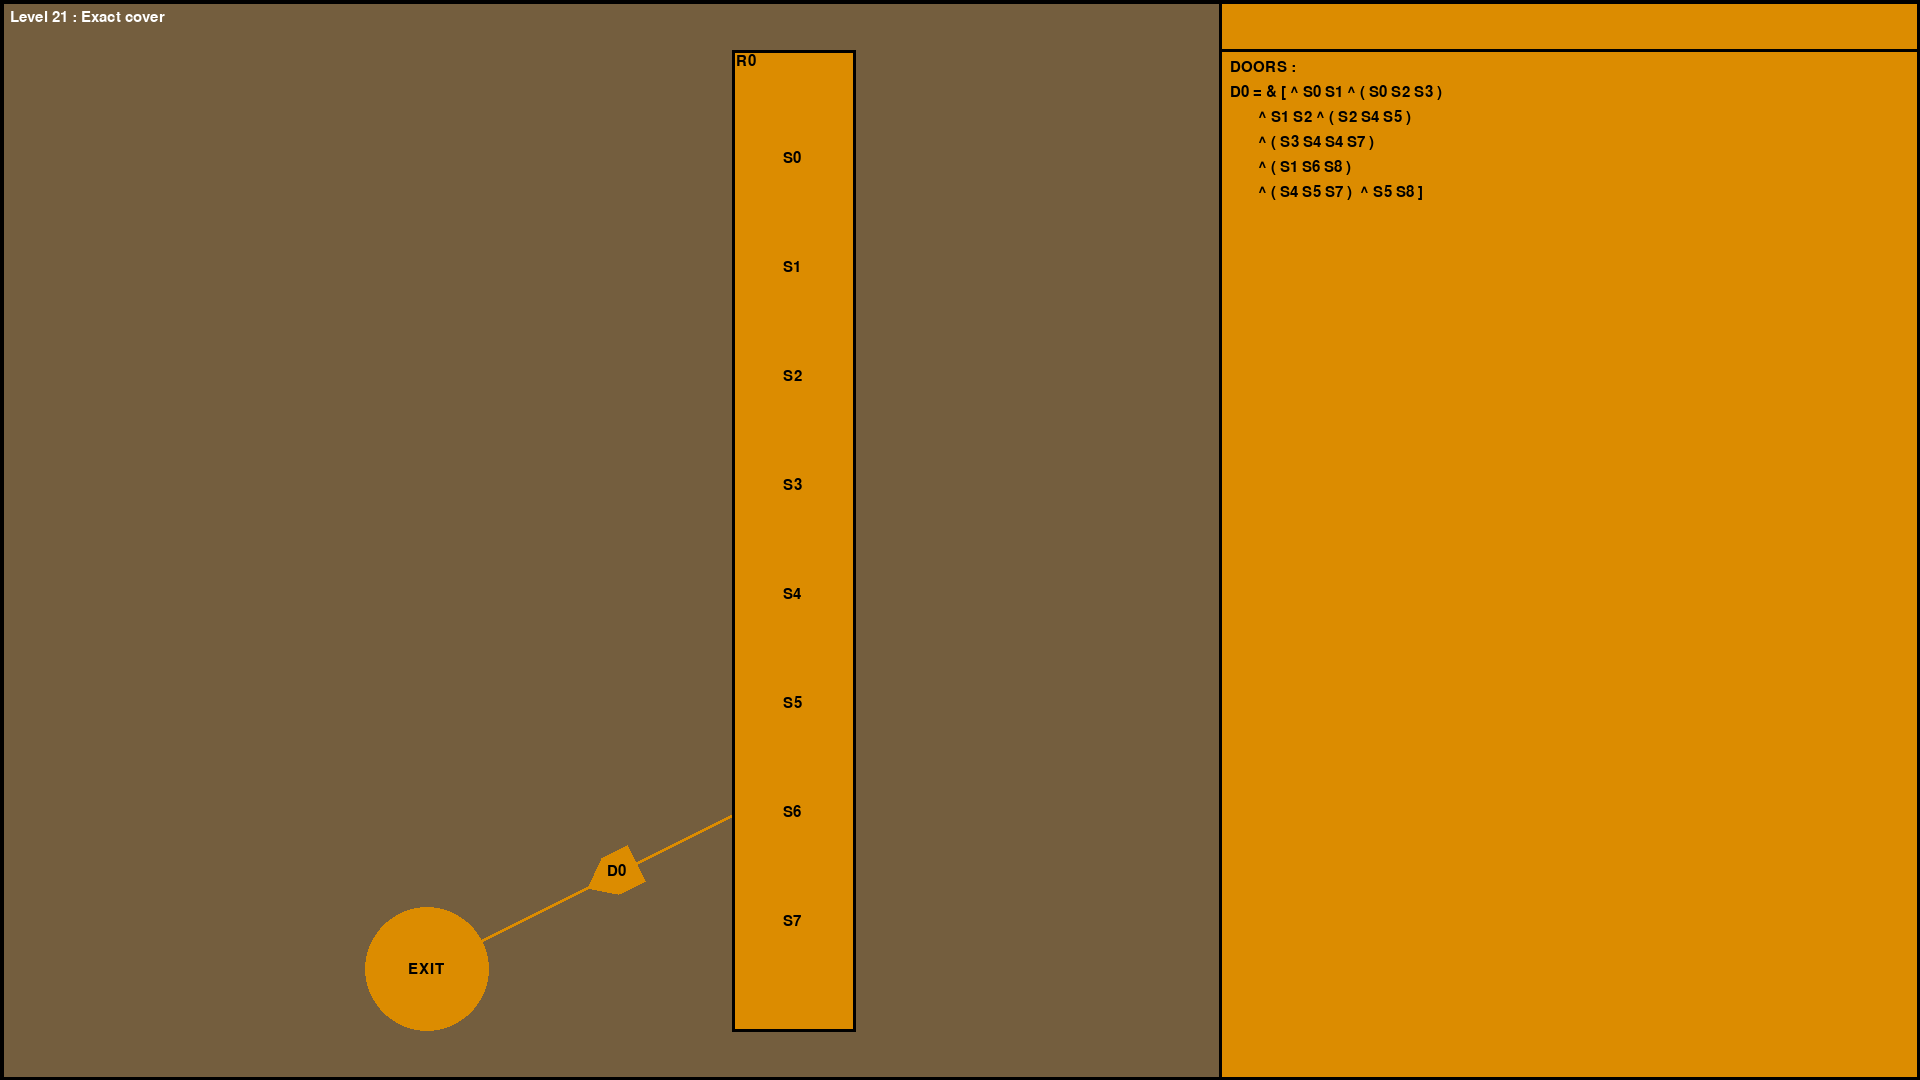 Level 21 : Exact cover
R0
S0
S1
S2
S3
S4
S5
S6
S7
D0
EXIT
DOORS :
D0 = & [ ^ S0 S1 ^ ( S0 S2 S3 )
^ S1 S2 ^ ( S2 S4 S5 )
^ ( S3 S4 S4 S7 )
^ ( S1 S6 S8 )
^ ( S4 S5 S7 ) ^ S5 S8 ]